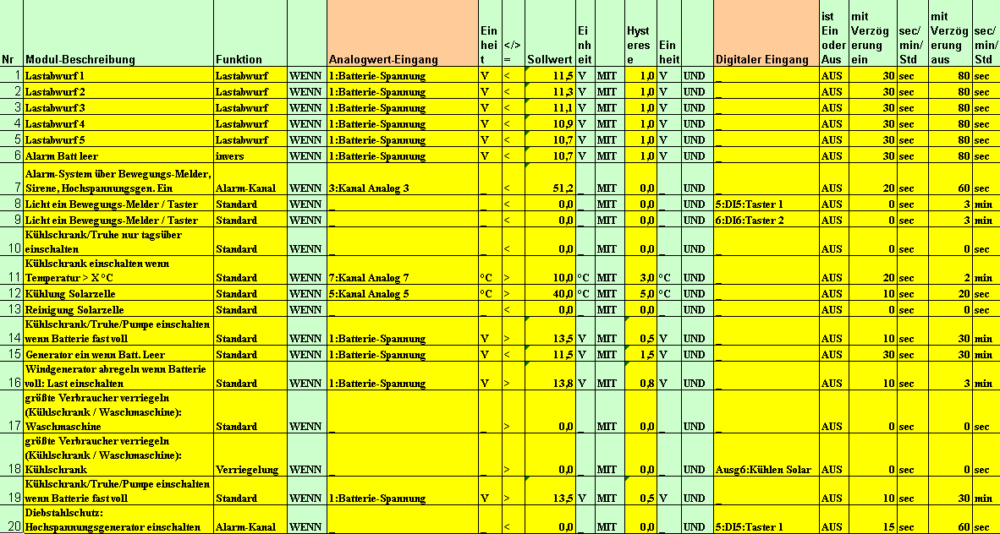 Nr Modul-Beschreibung Funktion Analogwert-Eingang Einheit </>= Sollwert Einheit Hysterese Einheit Digitaler Eingang ist Ein oder Aus mit Verzögerung ein sec/min/Std mit Verzögerung aus sec/min/Std
1 Lastabwurf 1 Lastabwurf WENN 1:Batterie-Spannung V < 11,5 V MIT 1,0 V UND _ AUS 30 sec 80 sec
2 Lastabwurf 2 Lastabwurf WENN 1:Batterie-Spannung V < 11,3 V MIT 1,0 V UND _ AUS 30 sec 80 sec
3 Lastabwurf 3 Lastabwurf WENN 1:Batterie-Spannung V < 11,1 V MIT 1,0 V UND _ AUS 30 sec 80 sec
4 Lastabwurf 4 Lastabwurf WENN 1:Batterie-Spannung V < 10,9 V MIT 1,0 V UND _ AUS 30 sec 80 sec
5 Lastabwurf 5 Lastabwurf WENN 1:Batterie-Spannung V < 10,7 V MIT 1,0 V UND _ AUS 30 sec 80 sec
6 Alarm Batt leer invers WENN 1:Batterie-Spannung V < 10,7 V MIT 1,0 V UND _ AUS 30 sec 80 sec
Alarm-System über Bewegungs-Melder,
7 Sirene, Hochspannungsgen. Ein Alarm-Kanal WENN 3:Kanal Analog 3 _ < 51,2 _ MIT 0,0 _ UND _ AUS 20 sec 60 sec
8 Licht ein Bewegungs-Melder / Taster Standard WENN _ _ < 0,0 _ MIT 0,0 _ UND 5:DI5:Taster 1 AUS 0 sec 3 min
9 Licht ein Bewegungs-Melder / Taster Standard WENN _ _ < 0,0 _ MIT 0,0 _ UND 6:DI6:Taster 2 AUS 0 sec 3 min
Kühlschrank/Truhe nur tagsüber
10 einschalten Standard WENN _ _ < 0,0 _ MIT 0,0 _ UND _ AUS 0 sec 0 sec
Kühlschrank einschalten wenn
11 Temperatur > X °C Standard WENN 7:Kanal Analog 7 °C > 10,0 °C MIT 3,0 °C UND _ AUS 20 sec 2 min
12 Kühlung Solarzelle Standard WENN 5:Kanal Analog 5 °C > 40,0 °C MIT 5,0 °C UND _ AUS 10 sec 20 sec
13 Reinigung Solarzelle Standard WENN _ _ < 0,0 _ MIT 0,0 _ UND _ AUS 0 sec 0 sec
Kühlschrank/Truhe/Pumpe einschalten
14 wenn Batterie fast voll Standard WENN 1:Batterie-Spannung V > 13,5 V MIT 0,5 V UND _ AUS 10 sec 30 min
15 Generator ein wenn Batt. Leer Standard WENN 1:Batterie-Spannung V < 11,5 V MIT 1,5 V UND _ AUS 30 sec 30 min
Windgenerator abregeln wenn Batterie
16 voll: Last einschalten Standard WENN 1:Batterie-Spannung V > 13,8 V MIT 0,8 V UND _ AUS 10 sec 3 min
größte Verbraucher verriegeln
(Kühlschrank / Waschmaschine):
17 Waschmaschine Standard WENN _ _ > 0,0 _ MIT 0,0 _ UND _ AUS 0 sec 0 sec
größte Verbraucher verriegeln
(Kühlschrank / Waschmaschine):
18 Kühlschrank Verriegelung WENN _ _ > 0,0 _ MIT 0,0 _ UND Ausg6:Kühlen Solar AUS 0 sec 0 sec
Kühlschrank/Truhe/Pumpe einschalten
19 wenn Batterie fast voll Standard WENN 1:Batterie-Spannung V > 13,5 V MIT 0,5 V UND _ AUS 10 sec 30 min
Diebstahlschutz:
20 Hochspannungsgenerator einschalten Alarm-Kanal WENN _ _ < 0,0 _ MIT 0,0 _ UND 5:DI5:Taster 1 AUS 15 sec 60 sec